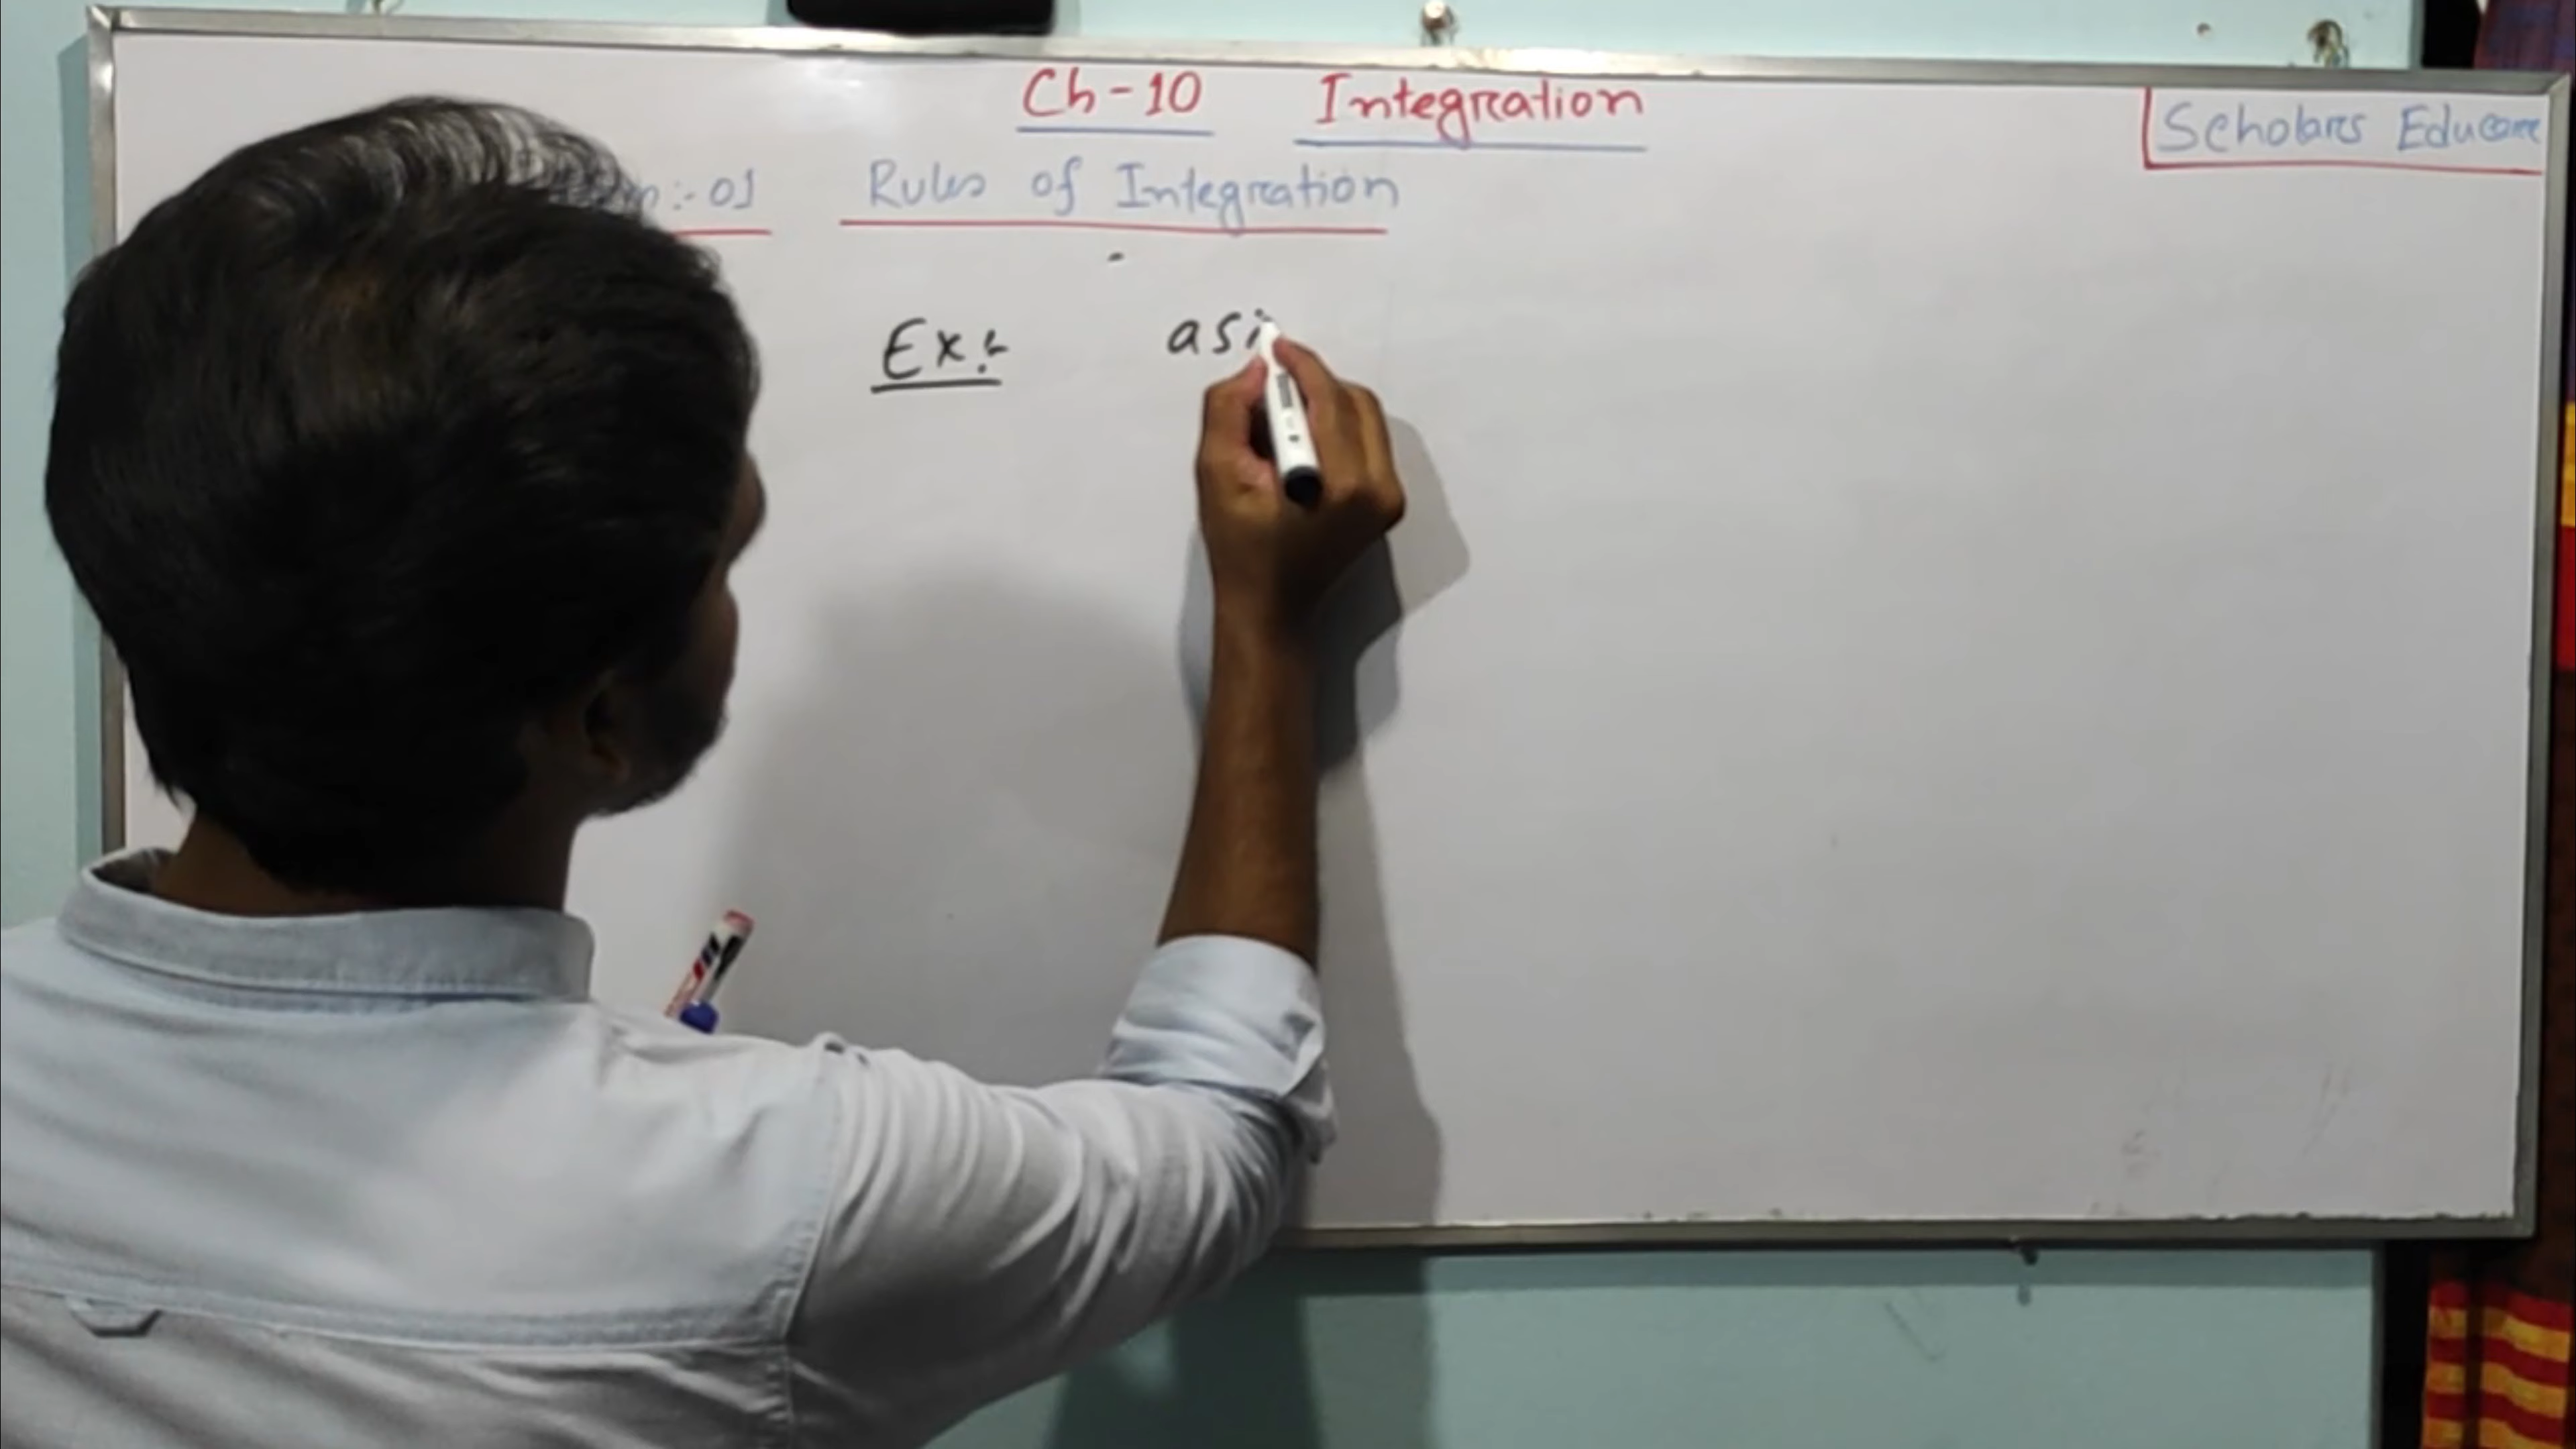 Ch-10 Integration
Scholars Educare
:-01 Rules of Integration
Ex:- asi